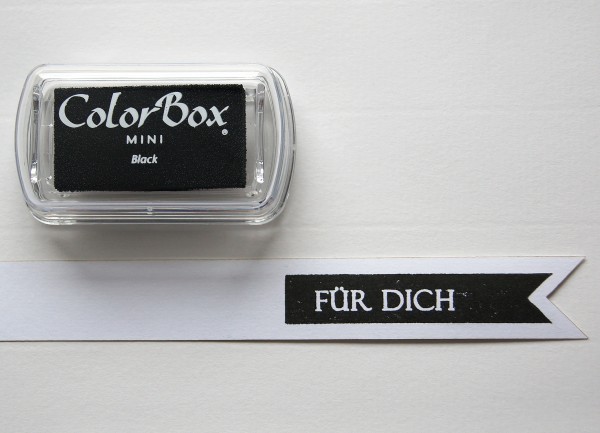 ColorBox®
MINI
Black
FÜR DICH